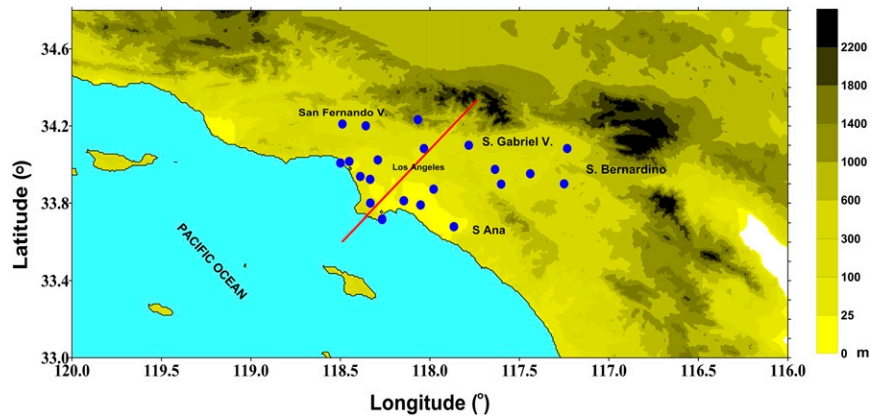 34.6
34.2
33.8
33.4
33.0
Latitude (º)
120.0
119.5
119.0
118.5
118.0
117.5
117.0
116.5
116.0
Longitude (º)
San Fernando V.
S. Gabriel V.
Los Angeles
S. Bernardino
S Ana
PACIFIC OCEAN
2200
1800
1400
1000
600
300
100
25
0 m